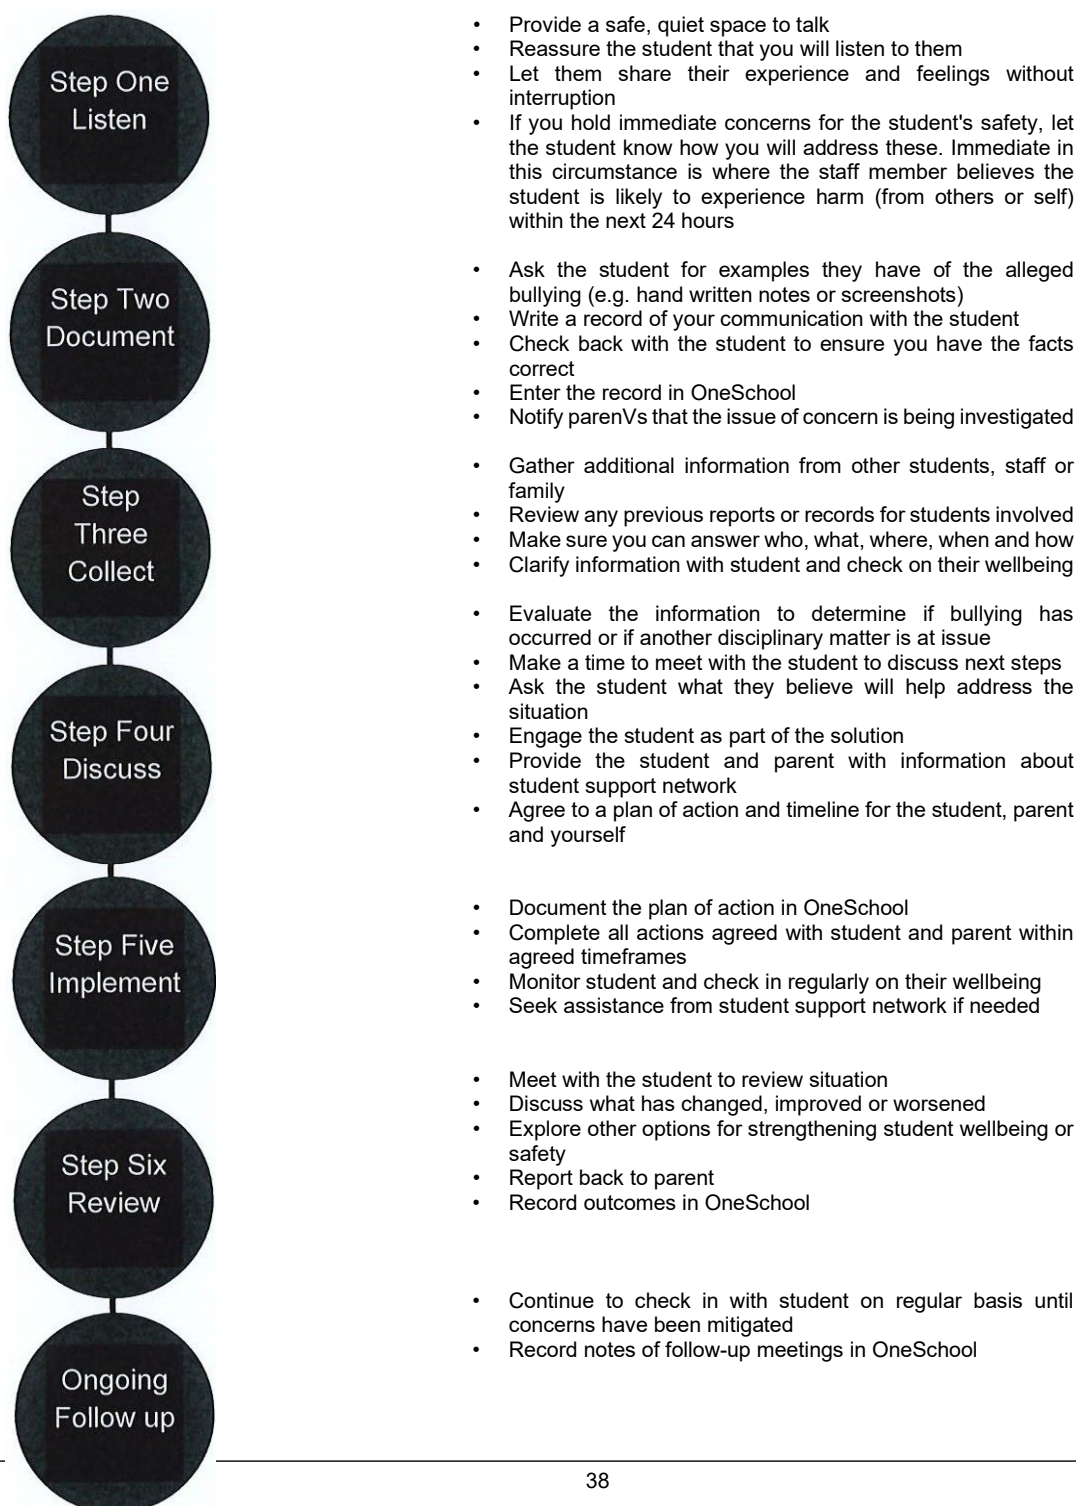 Step One
Listen
• Provide a safe, quiet space to talk
• Reassure the student that you will listen to them
• Let them share their experience and feelings without
interruption
• If you hold immediate concerns for the student's safety, let
the student know how you will address these. Immediate in
this circumstance is where the staff member believes the
student is likely to experience harm (from others or self)
within the next 24 hours
Step Two
Document
• Ask the student for examples they have of the alleged
bullying (e.g. hand written notes or screenshots)
• Write a record of your communication with the student
• Check back with the student to ensure you have the facts
correct
• Enter the record in OneSchool
• Notify parenVs that the issue of concern is being investigated
Step
Three
Collect
• Gather additional information from other students, staff or
family
• Review any previous reports or records for students involved
• Make sure you can answer who, what, where, when and how
• Clarify information with student and check on their wellbeing
Step Four
Discuss
• Evaluate the information to determine if bullying has
occurred or if another disciplinary matter is at issue
• Make a time to meet with the student to discuss next steps
• Ask the student what they believe will help address the
situation
• Engage the student as part of the solution
• Provide the student and parent with information about
student support network
• Agree to a plan of action and timeline for the student, parent
and yourself
Step Five
Implement
• Document the plan of action in OneSchool
• Complete all actions agreed with student and parent within
agreed timeframes
• Monitor student and check in regularly on their wellbeing
• Seek assistance from student support network if needed
Step Six
Review
• Meet with the student to review situation
• Discuss what has changed, improved or worsened
• Explore other options for strengthening student wellbeing or
safety
• Report back to parent
• Record outcomes in OneSchool
Ongoing
Follow up
• Continue to check in with student on regular basis until
concerns have been mitigated
• Record notes of follow-up meetings in OneSchool
38